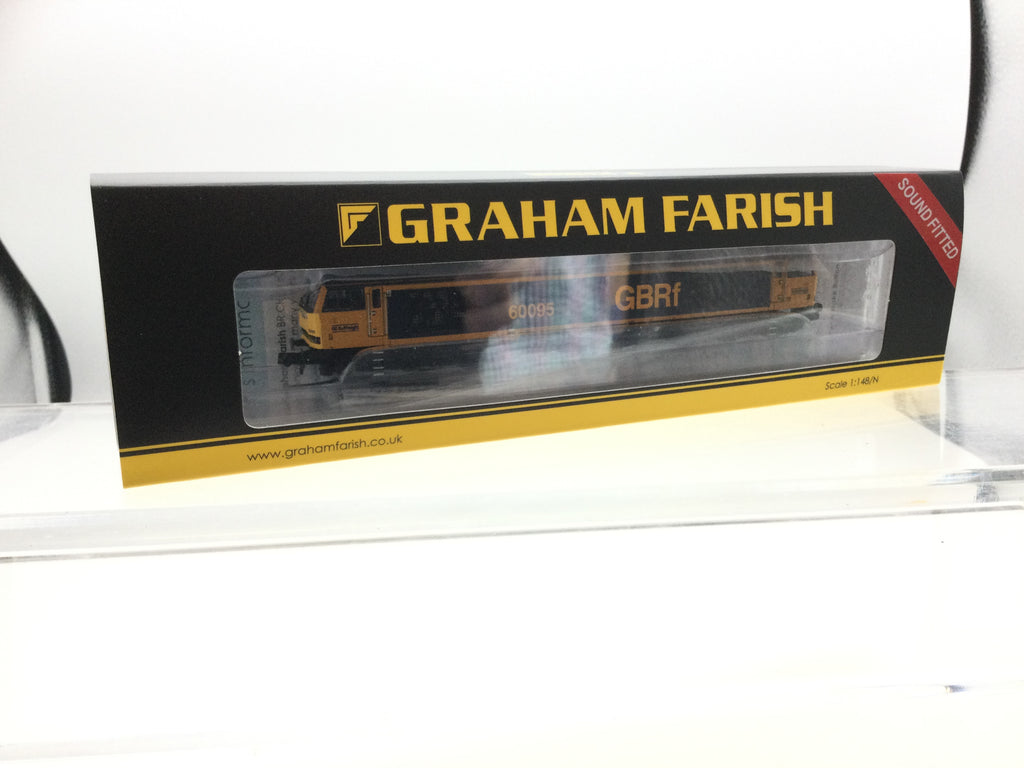 GRAHAM FARISH
SOUND FITTED
60095
GBRf
Scale 1:148/N
www.grahamfarish.co.uk